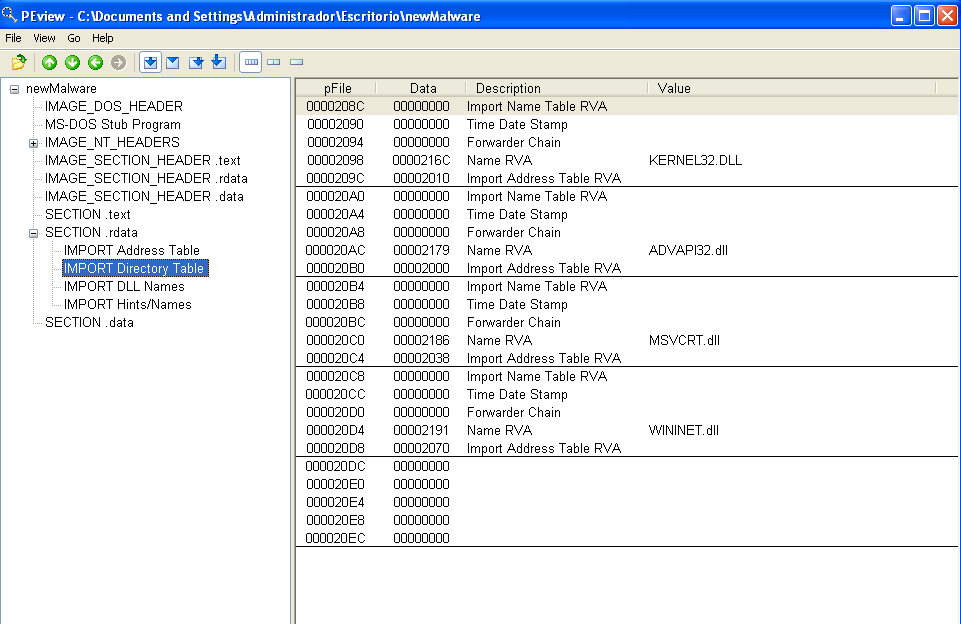 PEview - C:\Documents and Settings\Administrador\Escritorio\newMalware
File View Go Help
newMalware
IMAGE_DOS_HEADER
MS-DOS Stub Program
IMAGE_NT_HEADERS
IMAGE_SECTION_HEADER .text
IMAGE_SECTION_HEADER .rdata
IMAGE_SECTION_HEADER .data
SECTION .text
SECTION .rdata
IMPORT Address Table
IMPORT Directory Table
IMPORT DLL Names
IMPORT Hints/Names
SECTION .data
pFile Data Description Value
0000208C 00000000 Import Name Table RVA
00002090 00000000 Time Date Stamp
00002094 00000000 Forwarder Chain
00002098 0000216C Name RVA KERNEL32.DLL
0000209C 00002010 Import Address Table RVA
000020A0 00000000 Import Name Table RVA
000020A4 00000000 Time Date Stamp
000020A8 00000000 Forwarder Chain
000020AC 00002179 Name RVA ADVAPI32.dll
000020B0 00002000 Import Address Table RVA
000020B4 00000000 Import Name Table RVA
000020B8 00000000 Time Date Stamp
000020BC 00000000 Forwarder Chain
000020C0 00002186 Name RVA MSVCRT.dll
000020C4 00002038 Import Address Table RVA
000020C8 00000000 Import Name Table RVA
000020CC 00000000 Time Date Stamp
000020D0 00000000 Forwarder Chain
000020D4 00002191 Name RVA WININET.dll
000020D8 00002070 Import Address Table RVA
000020DC 00000000
000020E0 00000000
000020E4 00000000
000020E8 00000000
000020EC 00000000